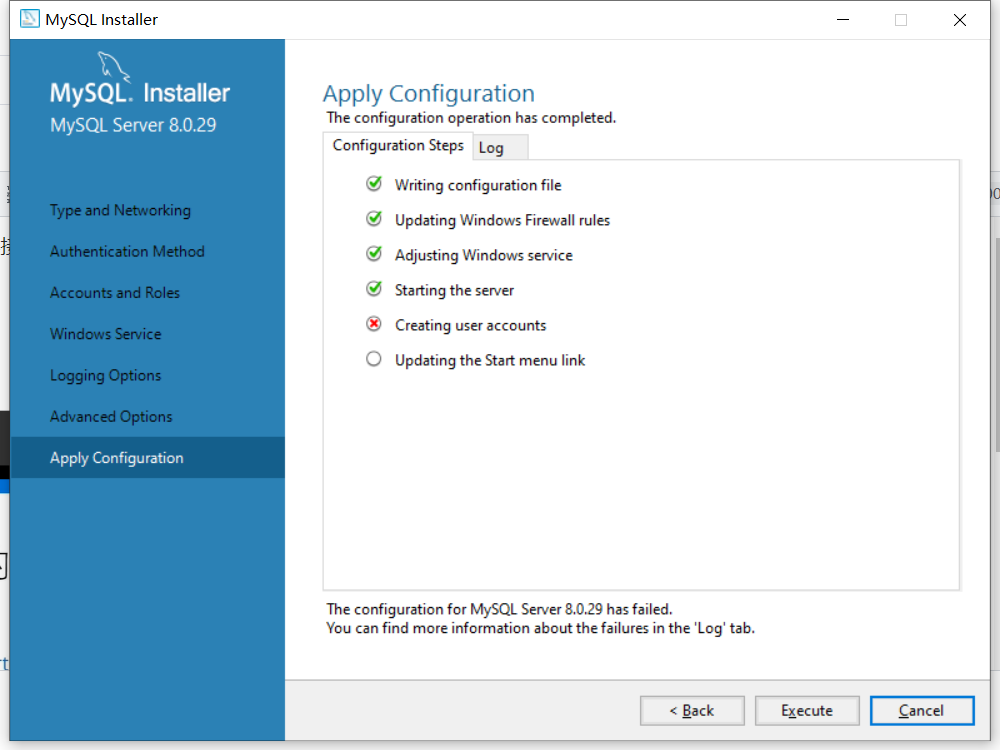 MySQL Installer
MySQL. Installer
MySQL Server 8.0.29
Type and Networking
Authentication Method
Accounts and Roles
Windows Service
Logging Options
Advanced Options
Apply Configuration
Apply Configuration
The configuration operation has completed.
Configuration Steps
Log
Writing configuration file
Updating Windows Firewall rules
Adjusting Windows service
Starting the server
Creating user accounts
Updating the Start menu link
The configuration for MySQL Server 8.0.29 has failed.
You can find more information about the failures in the 'Log' tab.
< Back
Execute
Cancel